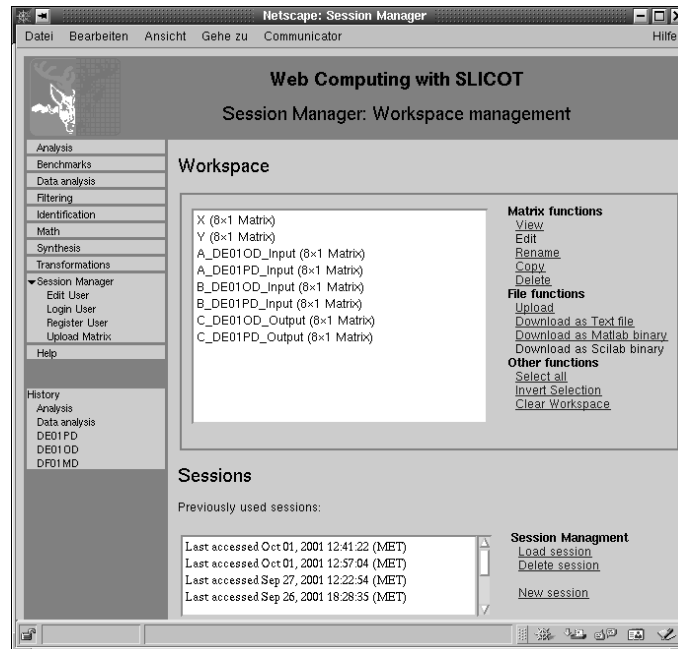 Netscape: Session Manager
Datei Bearbeiten Ansicht Gehe zu Communicator Hilfe
Web Computing with SLICOT
Session Manager: Workspace management
Analysis
Benchmarks
Data analysis
Filtering
Identification
Math
Synthesis
Transformations
Session Manager
Edit User
Login User
Register User
Upload Matrix
Help
History
Analysis
Data analysis
DE01PD
DE01OD
DF01MD
Workspace
X (8×1 Matrix)
Y (8×1 Matrix)
A_DE01OD_Input (8×1 Matrix)
A_DE01PD_Input (8×1 Matrix)
B_DE01OD_Input (8×1 Matrix)
B_DE01PD_Input (8×1 Matrix)
C_DE01OD_Output (8×1 Matrix)
C_DE01PD_Output (8×1 Matrix)
Matrix functions
View
Edit
Rename
Copy
Delete
File functions
Upload
Download as Text file
Download as Matlab binary
Download as Scilab binary
Other functions
Select all
Invert Selection
Clear Workspace
Sessions
Previously used sessions:
Last accessed Oct 01, 2001 12:41:22 (MET)
Last accessed Oct 01, 2001 12:57:04 (MET)
Last accessed Sep 27, 2001 12:22:54 (MET)
Last accessed Sep 26, 2001 18:28:35 (MET)
Session Managment
Load session
Delete session
New session